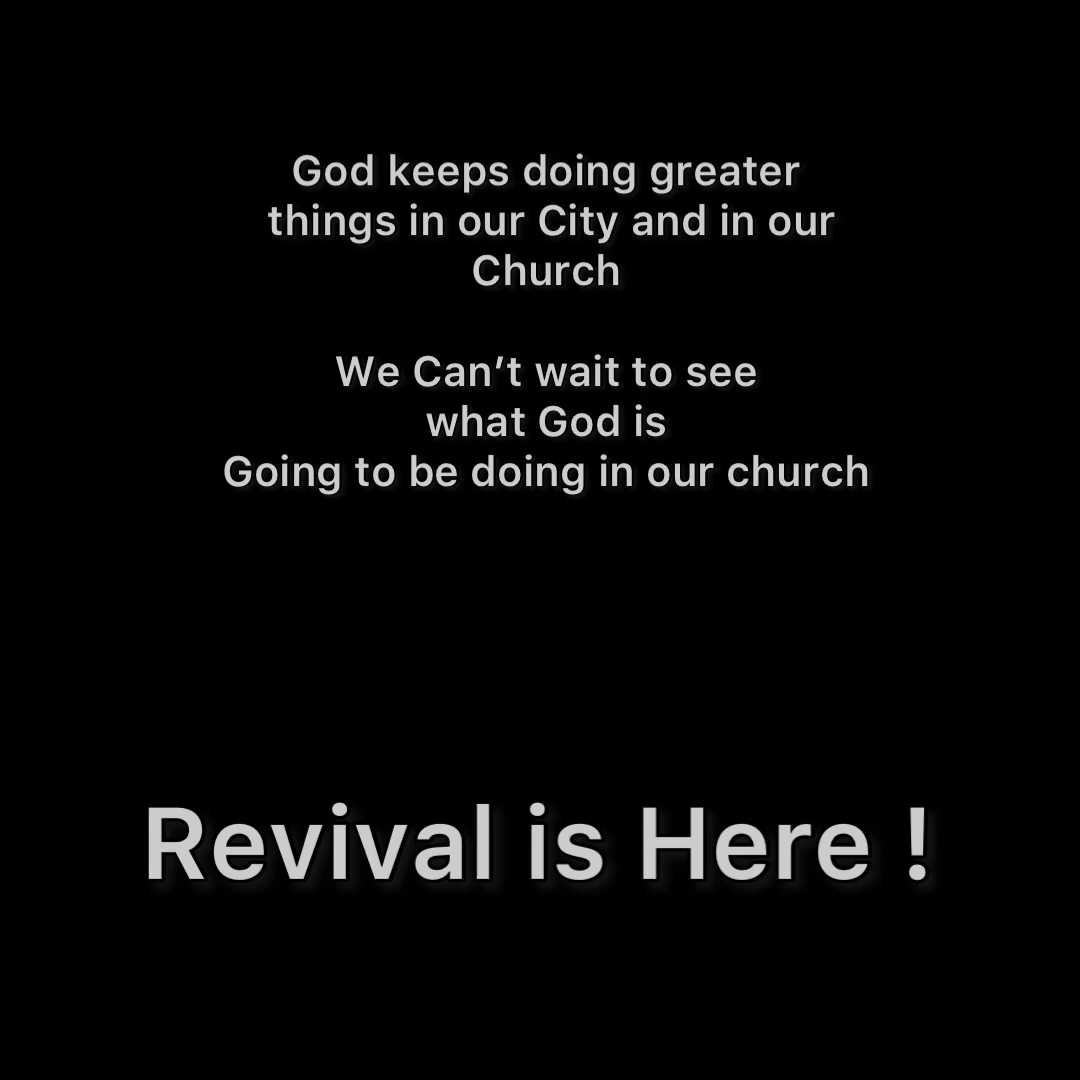 God keeps doing greater
things in our City and in our
Church
We Can’t wait to see
what God is
Going to be doing in our church
Revival is Here !